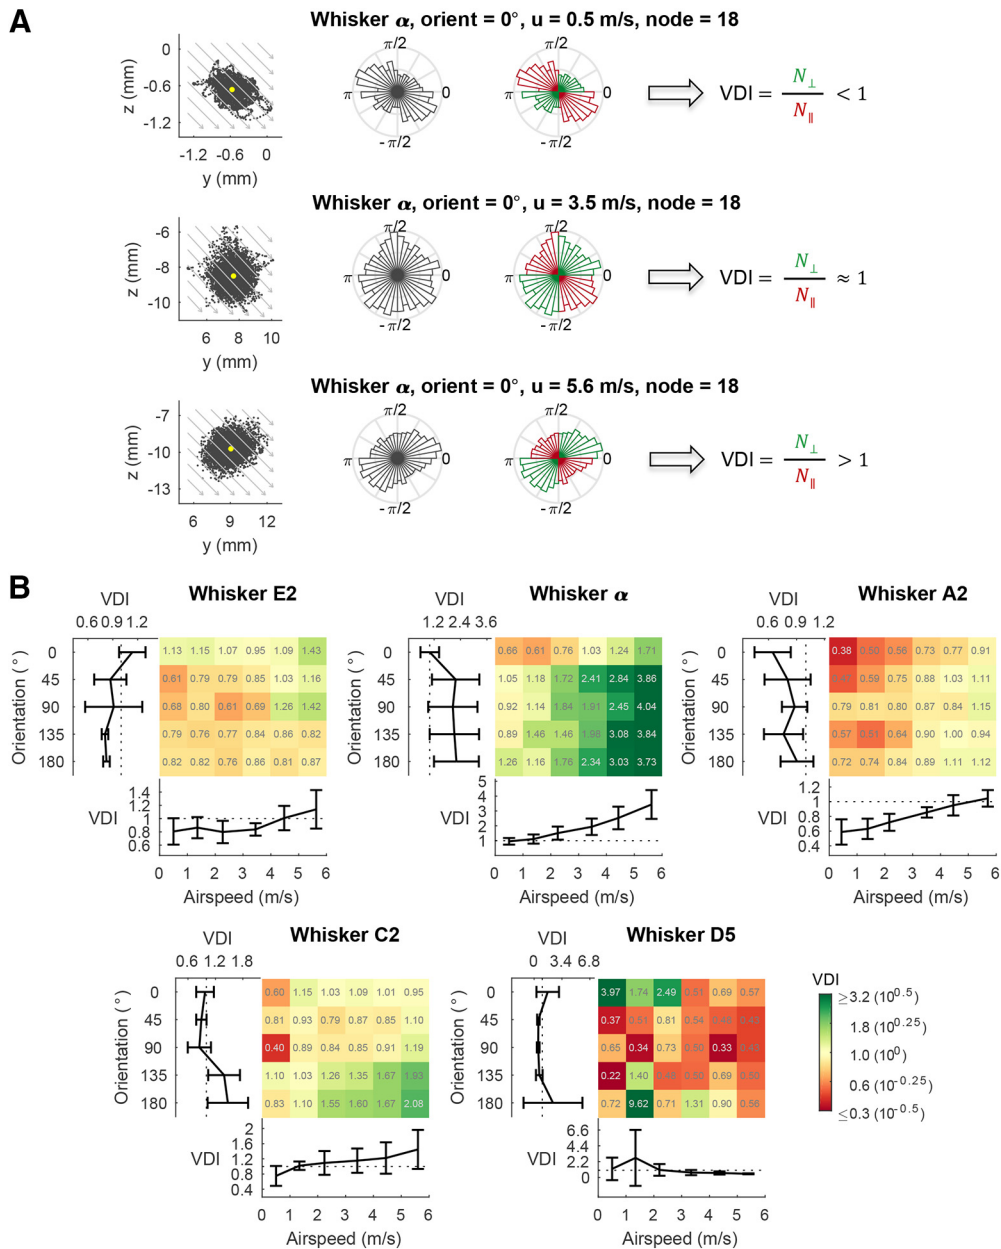 A
Whisker α, orient = 0°, u = 0.5 m/s, node = 18
0
-0.6
-1.2
z (mm)
-1.2 -0.6 0
y (mm)
π/2
π
0
-π/2
π/2
π
0
-π/2
VDI = N⊥ / N∥ < 1
Whisker α, orient = 0°, u = 3.5 m/s, node = 18
-6
-8
-10
z (mm)
6 8 10
y (mm)
π/2
π
0
-π/2
π/2
π
0
-π/2
VDI = N⊥ / N∥ ≈ 1
Whisker α, orient = 0°, u = 5.6 m/s, node = 18
-7
-10
-13
z (mm)
6 9 12
y (mm)
π/2
π
0
-π/2
π/2
π
0
-π/2
VDI = N⊥ / N∥ > 1
B
Whisker E2
VDI
0.6 0.9 1.2
Orientation (°)
0 1.13 1.15 1.07 0.95 1.09 1.43
45 0.61 0.79 0.79 0.85 1.03 1.16
90 0.68 0.80 0.61 0.69 1.26 1.42
135 0.79 0.76 0.77 0.84 0.86 0.82
180 0.82 0.82 0.76 0.86 0.81 0.87
VDI
1.4
1.2
1.0
0.8
0.6
0 1 2 3 4 5 6
Airspeed (m/s)
Whisker α
VDI
1.2 2.4 3.6
Orientation (°)
0.66 0.61 0.76 1.03 1.24 1.71
1.05 1.18 1.72 2.41 2.84 3.86
0.92 1.14 1.84 1.91 2.45 4.04
0.89 1.46 1.46 1.98 3.08 3.84
1.26 1.16 1.76 2.34 3.03 3.73
VDI
5
4
3
2
1
0 1 2 3 4 5 6
Airspeed (m/s)
Whisker A2
VDI
0.6 0.9 1.2
Orientation (°)
0.38 0.50 0.56 0.73 0.77 0.91
0.59 0.75 0.88 1.03 1.11
0.79 0.81 0.80 0.87 0.84 1.15
0.57 0.51 0.64 0.90 1.00 0.94
0.72 0.74 0.84 0.89 1.11 1.12
VDI
1.2
1.0
0.8
0.6
0.4
0 1 2 3 4 5 6
Airspeed (m/s)
Whisker C2
VDI
0.6 1.2 1.8
Orientation (°)
0 0.60 1.15 1.03 1.09 1.01 0.95
45 0.81 0.93 0.79 0.87 0.85 1.10
90 0.40 0.89 0.84 0.85 0.91 1.19
135 1.10 1.03 1.26 1.35 1.67 1.93
180 0.83 1.10 1.55 1.60 1.67 2.08
VDI
2
1.6
1.2
0.8
0.4
0 1 2 3 4 5 6
Airspeed (m/s)
Whisker D5
VDI
0 3.4 6.8
Orientation (°)
0 3.97 1.74 2.49 0.51 0.69 0.57
45 0.37 0.51 0.81 0.54
90 0.65 0.34 0.73 0.50 0.33
135 0.22 1.40 0.50 0.69 0.50
180 0.72 9.62 0.71 1.31 0.90 0.56
VDI
6.6
4.4
2.2
0
0 1 2 3 4 5 6
Airspeed (m/s)
VDI
≥3.2 (10^0.5)
1.8 (10^0.25)
1.0 (10^0)
0.6 (10^-0.25)
≤0.3 (10^-0.5)